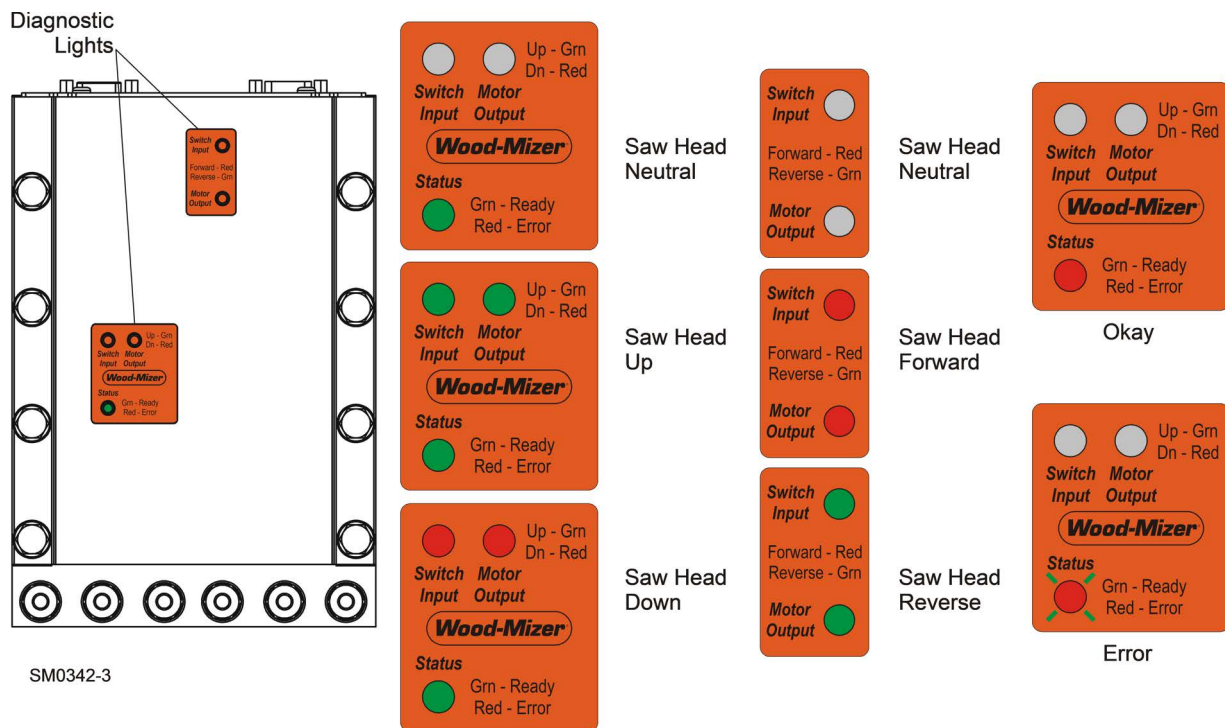 Diagnostic
Lights
Switch
Input
Forward - Red
Reverse - Grn
Motor
Output
Up - Grn
Dn - Red
Switch Motor
Input Output
Wood-Mizer
Status
Grn - Ready
Red - Error
SM0342-3
Up - Grn
Dn - Red
Switch Motor
Input Output
Wood-Mizer
Status
Grn - Ready
Red - Error
Saw Head
Neutral
Up - Grn
Dn - Red
Switch Motor
Input Output
Wood-Mizer
Status
Grn - Ready
Red - Error
Saw Head
Up
Up - Grn
Dn - Red
Switch Motor
Input Output
Wood-Mizer
Status
Grn - Ready
Red - Error
Saw Head
Down
Switch
Input
Forward - Red
Reverse - Grn
Motor
Output
Saw Head
Neutral
Switch
Input
Forward - Red
Reverse - Grn
Motor
Output
Saw Head
Forward
Switch
Input
Forward - Red
Reverse - Grn
Motor
Output
Saw Head
Reverse
Up - Grn
Dn - Red
Switch Motor
Input Output
Wood-Mizer
Status
Grn - Ready
Red - Error
Okay
Up - Grn
Dn - Red
Switch Motor
Input Output
Wood-Mizer
Status
Grn - Ready
Red - Error
Error